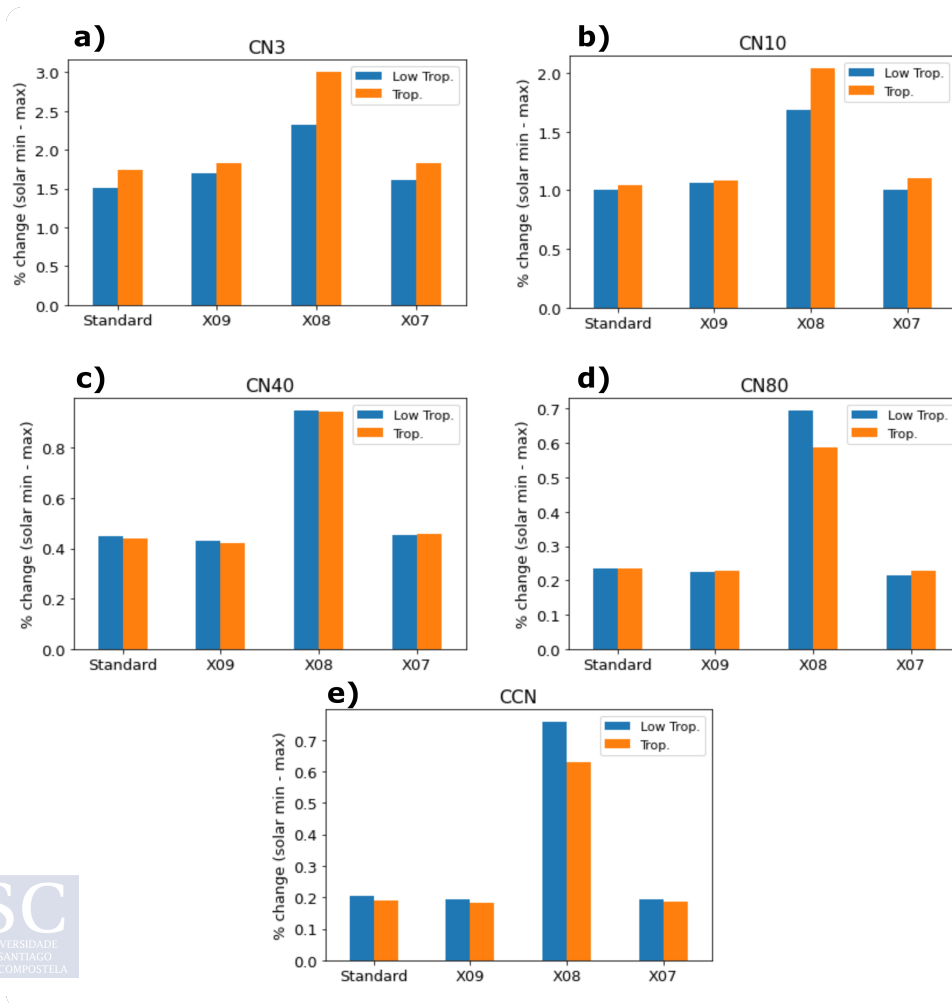 a)
CN3
% change (solar min - max)
3.0
2.5
2.0
1.5
1.0
0.5
0.0
Low Trop.
Trop.
Standard X09 X08 X07
b)
CN10
% change (solar min - max)
2.0
1.5
1.0
0.5
0.0
Low Trop.
Trop.
Standard X09 X08 X07
c)
CN40
% change (solar min - max)
0.8
0.6
0.4
0.2
0.0
Low Trop.
Trop.
Standard X09 X08 X07
d)
CN80
% change (solar min - max)
0.7
0.6
0.5
0.4
0.3
0.2
0.1
0.0
Low Trop.
Trop.
Standard X09 X08 X07
e)
CCN
% change (solar min - max)
0.7
0.6
0.5
0.4
0.3
0.2
0.1
0.0
Low Trop.
Trop.
Standard X09 X08 X07
SC
VERSIDADE
SANTIAGO
COMPOSTELA